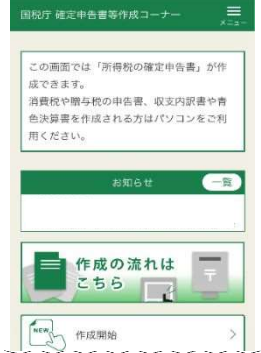 国税庁 確定申告書等作成コーナー
メニュー
この画面では「所得税の確定申告書」が作
成できます。
消費税や贈与税の申告書、収支内訳書や青
色決算書を作成される方はパソコンをご利
用ください。
お知らせ
一覧
作成の流れは
こちら
NEW
作成開始